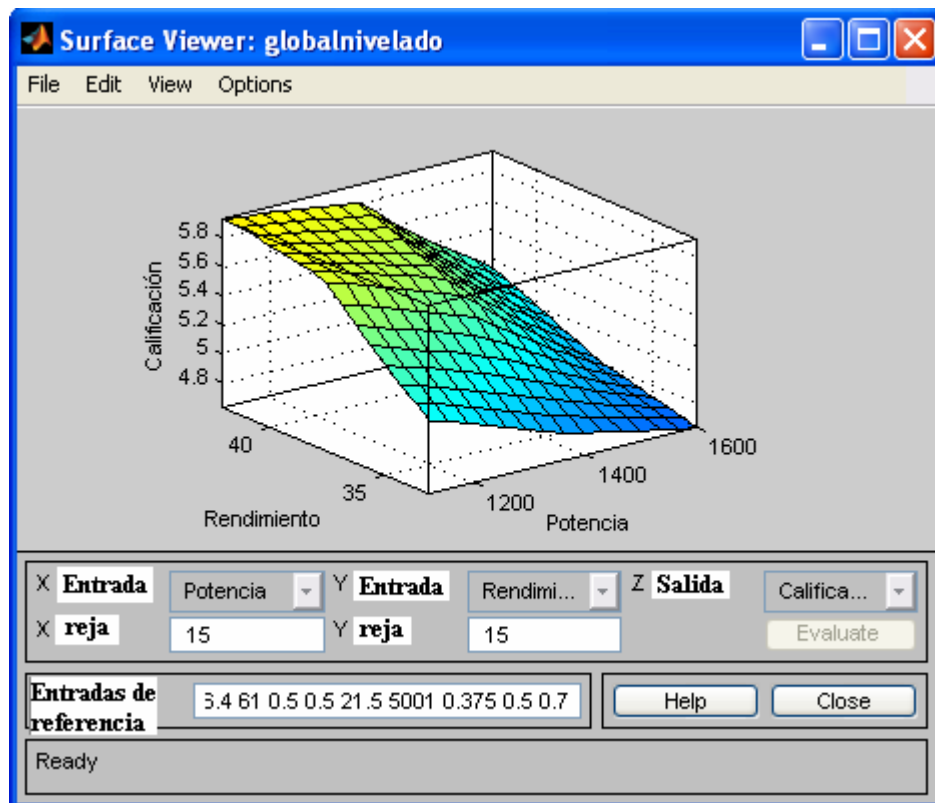 Surface Viewer: globalnivelado
File Edit View Options
5.8
5.6
5.4
5.2
5
4.8
Calificación
40
35
Rendimiento
1200
1400
1600
Potencia
X Entrada Potencia Y Entrada Rendimi... Z Salida Califica...
X reja 15 Y reja 15 Evaluate
Entradas de referencia
.4 61 0.5 0.5 21.5 5001 0.375 0.5 0.7
Help Close
Ready